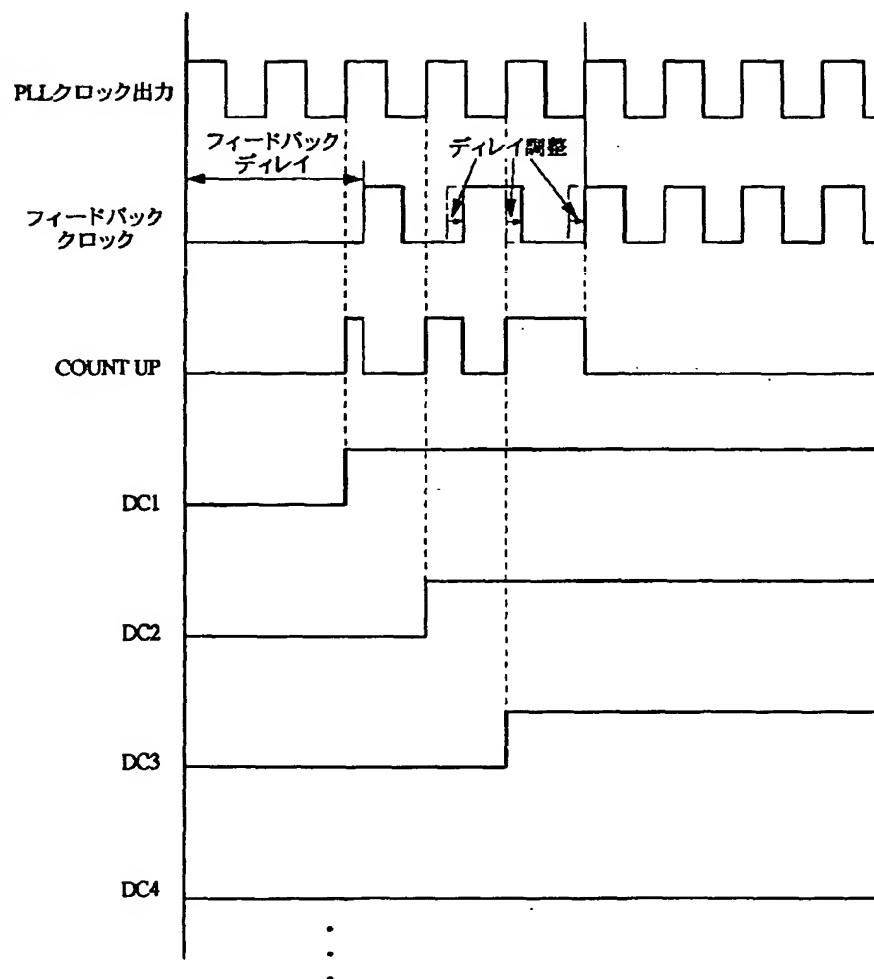 PLLクロック出力
フィードバック
ディレイ
ディレイ調整
フィードバック
クロック
COUNT UP
DC1
DC2
DC3
DC4